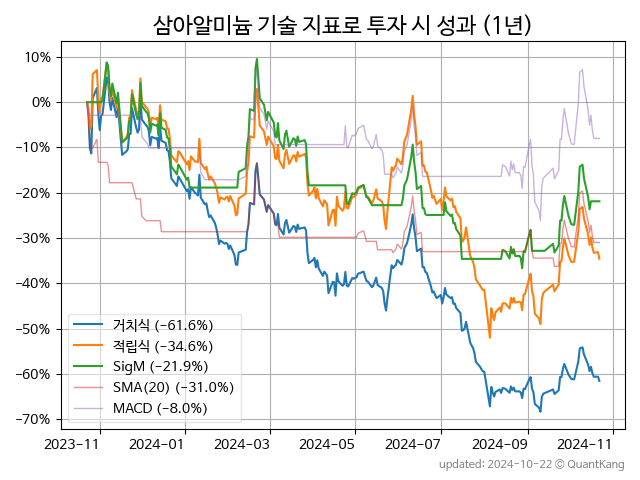 삼아알미늄 기술 지표로 투자 시 성과 (1년)
10%
0%
−10%
−20%
−30%
−40%
−50%
−60%
−70%
거치식 (−61.6%)
적립식 (−34.6%)
SigM (−21.9%)
SMA(20) (−31.0%)
MACD (−8.0%)
2023-11
2024-01
2024-03
2024-05
2024-07
2024-09
2024-11
updated: 2024-10-22 © QuantKang